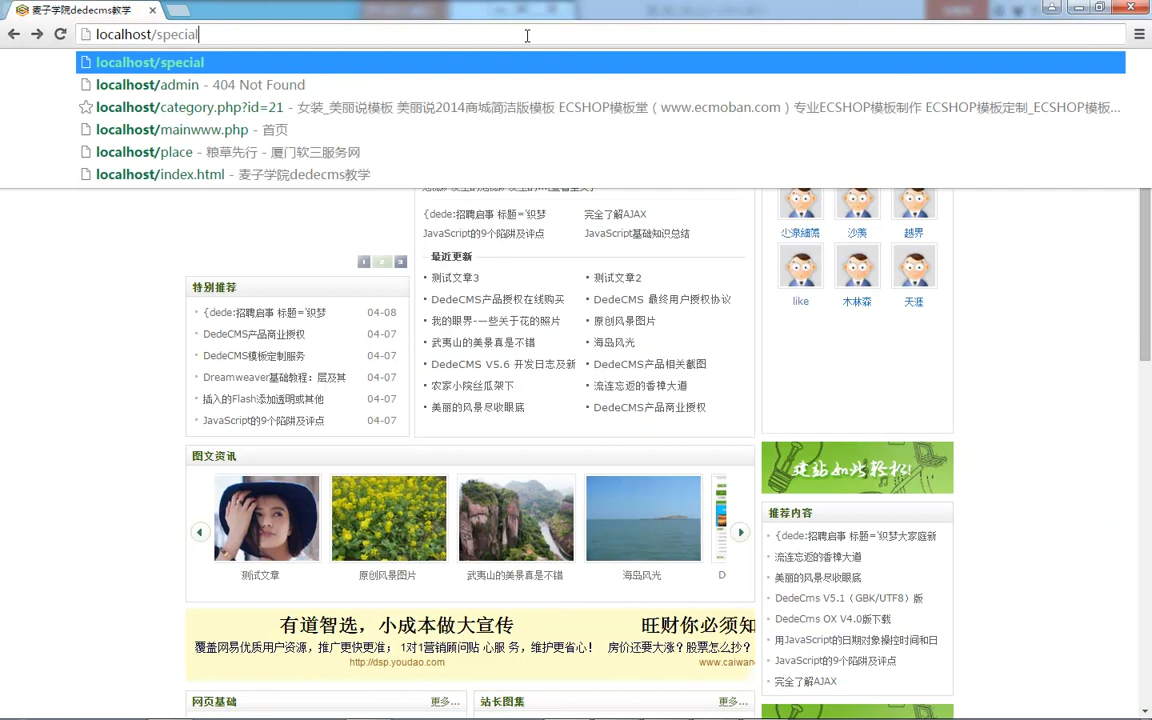 麦子学院dedecms教学
localhost/special
localhost/special
localhost/admin - 404 Not Found
localhost/category.php?id=21 - 女装_美丽说模板 美丽说2014商城简洁版模板 ECSHOP模板堂（www.ecmoban.com）专业ECSHOP模板制作 ECSHOP模板定制_ECSHOP模板...
localhost/mainwww.php - 首页
localhost/place - 粮草先行 - 厦门软三服务网
localhost/index.html - 麦子学院dedecms教学
{dede:招聘启事 标题='织梦 完全了解AJAX
JavaScript的9个陷阱及评点 JavaScript基础知识总结
最近更新
测试文章3 测试文章2
DedeCMS产品授权在线购买 DedeCMS 最终用户授权协议
我的眼界-一些关于花的照片 原创风景图片
武夷山的美景真是不错 海岛风光
DedeCMS V5.6 开发日志及新 DedeCMS产品相关截图
农家小院丝瓜架下 流连忘返的香樟大道
美丽的风景尽收眼底 DedeCMS产品商业授权
1 2 3
特别推荐
{dede:招聘启事 标题='织梦 04-08
DedeCMS产品商业授权 04-07
DedeCMS模板定制服务 04-07
Dreamweaver基础教程：层及其 04-07
插入的Flash添加透明或其他 04-07
JavaScript的9个陷阱及评点 04-07
沙羡 越界
like 木林森 天涯
图文资讯
测试文章 原创风景图片 武夷山的美景真是不错 海岛风光 D
建站如此轻松!
推荐内容
{dede:招聘启事 标题='织梦大家庭新
流连忘返的香樟大道
美丽的风景尽收眼底
DedeCms V5.1（GBK/UTF8）版
DedeCms OX V4.0版下载
用JavaScript的日期对象操控时间和日
JavaScript的9个陷阱及评点
完全了解AJAX
有道智选，小成本做大宣传 旺财你必须知
覆盖网易优质用户资源，推广更快更准； 1对1营销顾问贴 心服 务，维护更省心！ 房价还要大涨？股票怎么炒？
http://dsp.youdao.com www.caiwan
网页基础 更多... 站长图集 更多...